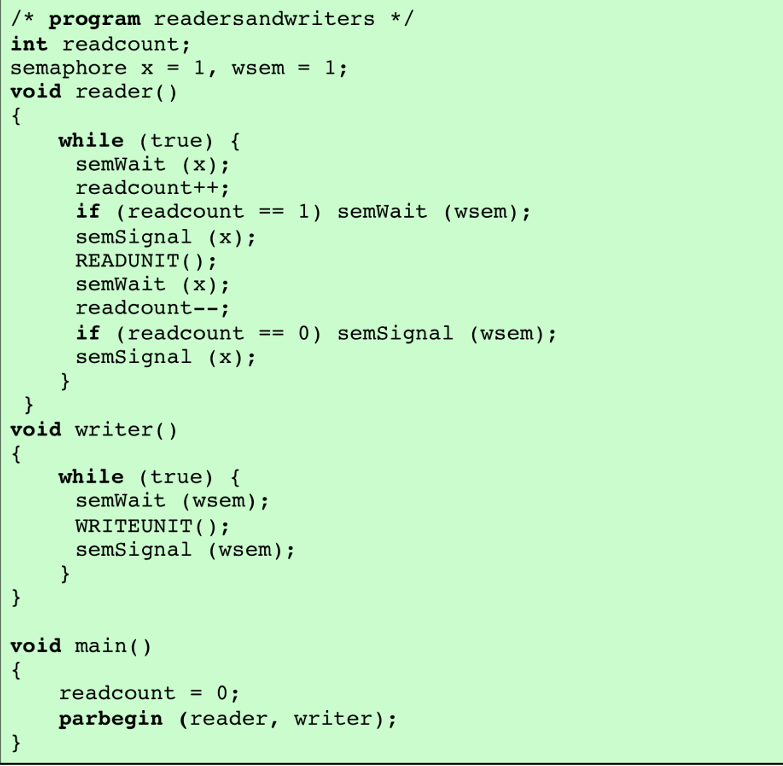 /* program readersandwriters */
int readcount;
semaphore x = 1, wsem = 1;
void reader()
{
    while (true) {
     semWait (x);
     readcount++;
     if (readcount == 1) semWait (wsem);
     semSignal (x);
     READUNIT();
     semWait (x);
     readcount--;
     if (readcount == 0) semSignal (wsem);
     semSignal (x);
    }
 }
void writer()
{
    while (true) {
     semWait (wsem);
     WRITEUNIT();
     semSignal (wsem);
    }
}

void main()
{
    readcount = 0;
    parbegin (reader, writer);
}